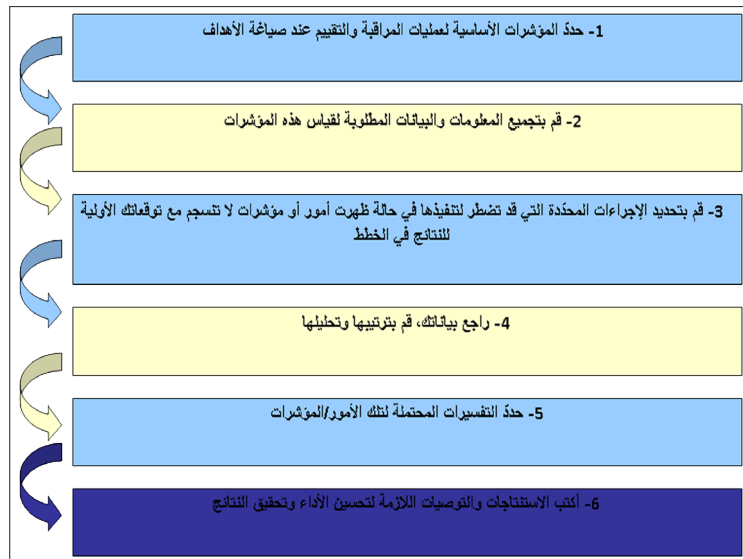 1- حددّ المؤشرات الأساسية لعمليات المراقبة والتقييم عند صياغة الأهداف
2- قم بتجميع المعلومات والبيانات المطلوبة لقياس هذه المؤشرات
3- قم بتحديد الإجراءات المحدّدة التي قد تضطر لتنفيذها في حالة ظهرت أمور أو مؤشرات لا تنسجم مع توقعاتك الأولية
للنتائج في الخطط
4- راجع بياناتك، قم بترتيبها وتحليلها
5- حددّ التفسيرات المحتملة لتلك الأمور/المؤشرات
6- أكتب الاستنتاجات والتوصيات اللازمة لتحسين الأداء وتحقيق النتائج